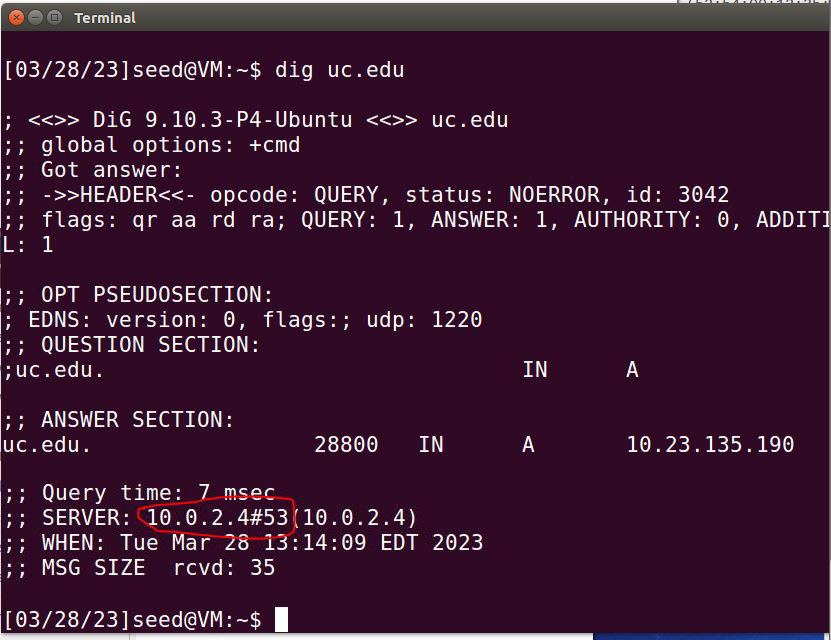 Terminal
[03/28/23]seed@VM:~$ dig uc.edu
; <<>> DiG 9.10.3-P4-Ubuntu <<>> uc.edu
;; global options: +cmd
;; Got answer:
;; ->>HEADER<<- opcode: QUERY, status: NOERROR, id: 3042
;; flags: qr aa rd ra; QUERY: 1, ANSWER: 1, AUTHORITY: 0, ADDITI
L: 1
;; OPT PSEUDOSECTION:
; EDNS: version: 0, flags:; udp: 1220
;; QUESTION SECTION:
;uc.edu. IN A
;; ANSWER SECTION:
uc.edu. 28800 IN A 10.23.135.190
;; Query time: 7 msec
;; SERVER: 10.0.2.4#53(10.0.2.4)
;; WHEN: Tue Mar 28 13:14:09 EDT 2023
;; MSG SIZE rcvd: 35
[03/28/23]seed@VM:~$